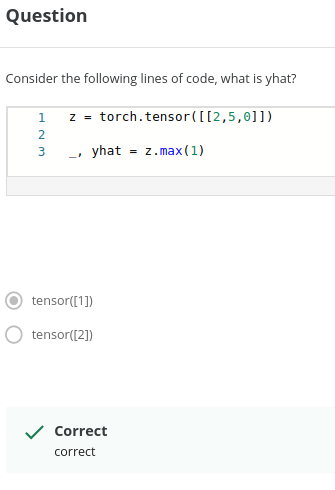 Question
Consider the following lines of code, what is yhat?
1 z = torch.tensor([[2,5,0]])
2
3 _, yhat = z.max(1)
tensor([1])
tensor([2])
Correct
correct